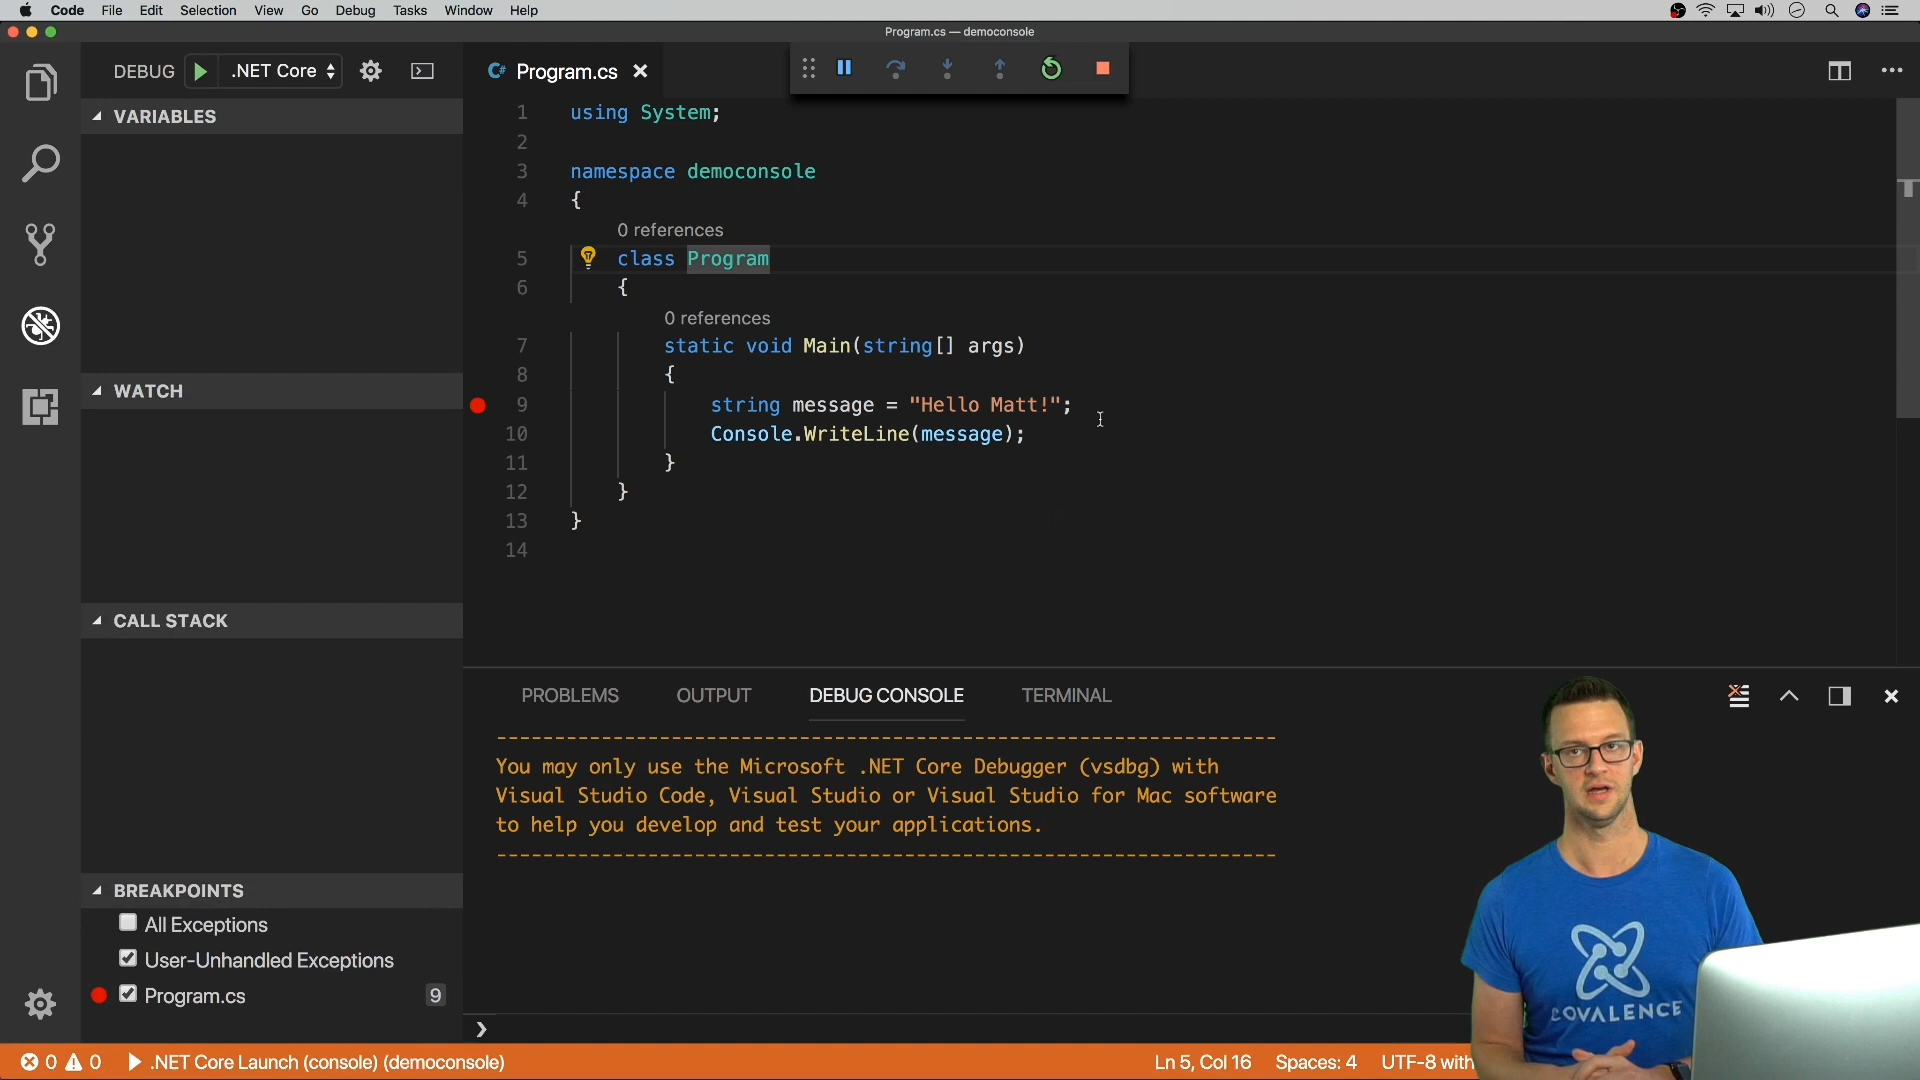 Code File Edit Selection View Go Debug Tasks Window Help
Program.cs — democonsole
DEBUG .NET Core
Program.cs
VARIABLES
WATCH
CALL STACK
BREAKPOINTS
All Exceptions
User-Unhandled Exceptions
Program.cs 9
1 using System;
2
3 namespace democonsole
4 {
0 references
5 class Program
6 {
0 references
7 static void Main(string[] args)
8 {
9 string message = "Hello Matt!";
10 Console.WriteLine(message);
11 }
12 }
13 }
14
PROBLEMS OUTPUT DEBUG CONSOLE TERMINAL
-------------------------------------------------------------------
You may only use the Microsoft .NET Core Debugger (vsdbg) with
Visual Studio Code, Visual Studio or Visual Studio for Mac software
to help you develop and test your applications.
-------------------------------------------------------------------
COVALENCE
0 0 .NET Core Launch (console) (democonsole) Ln 5, Col 16 Spaces: 4 UTF-8 with